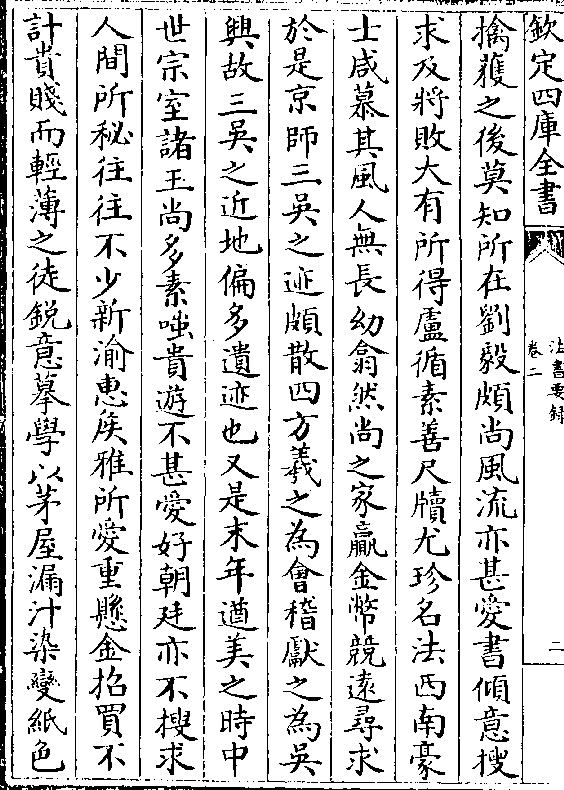 欽定四庫全書
法書要錄
卷二
二
擒獲之後莫知所在劉毅頗尚風流亦甚愛書傾意搜
求及將敗大有所得盧循素善尺牘尤珍名法西南豪
士咸慕其風人無長幼翕然尚之家贏金幣競遠尋求
於是京師三吳之迹頗散四方羲之為會稽獻之為吳
興故三吳之近地偏多遺迹也又是末年遒美之時中
世宗室諸王尚多素嗤貴遊不甚愛好朝廷亦不搜求
人間所秘往往不少新渝惠侯雅所愛重懸金招買不
計貴賤而輕薄之徒銳意摹學以茅屋漏汁染變紙色